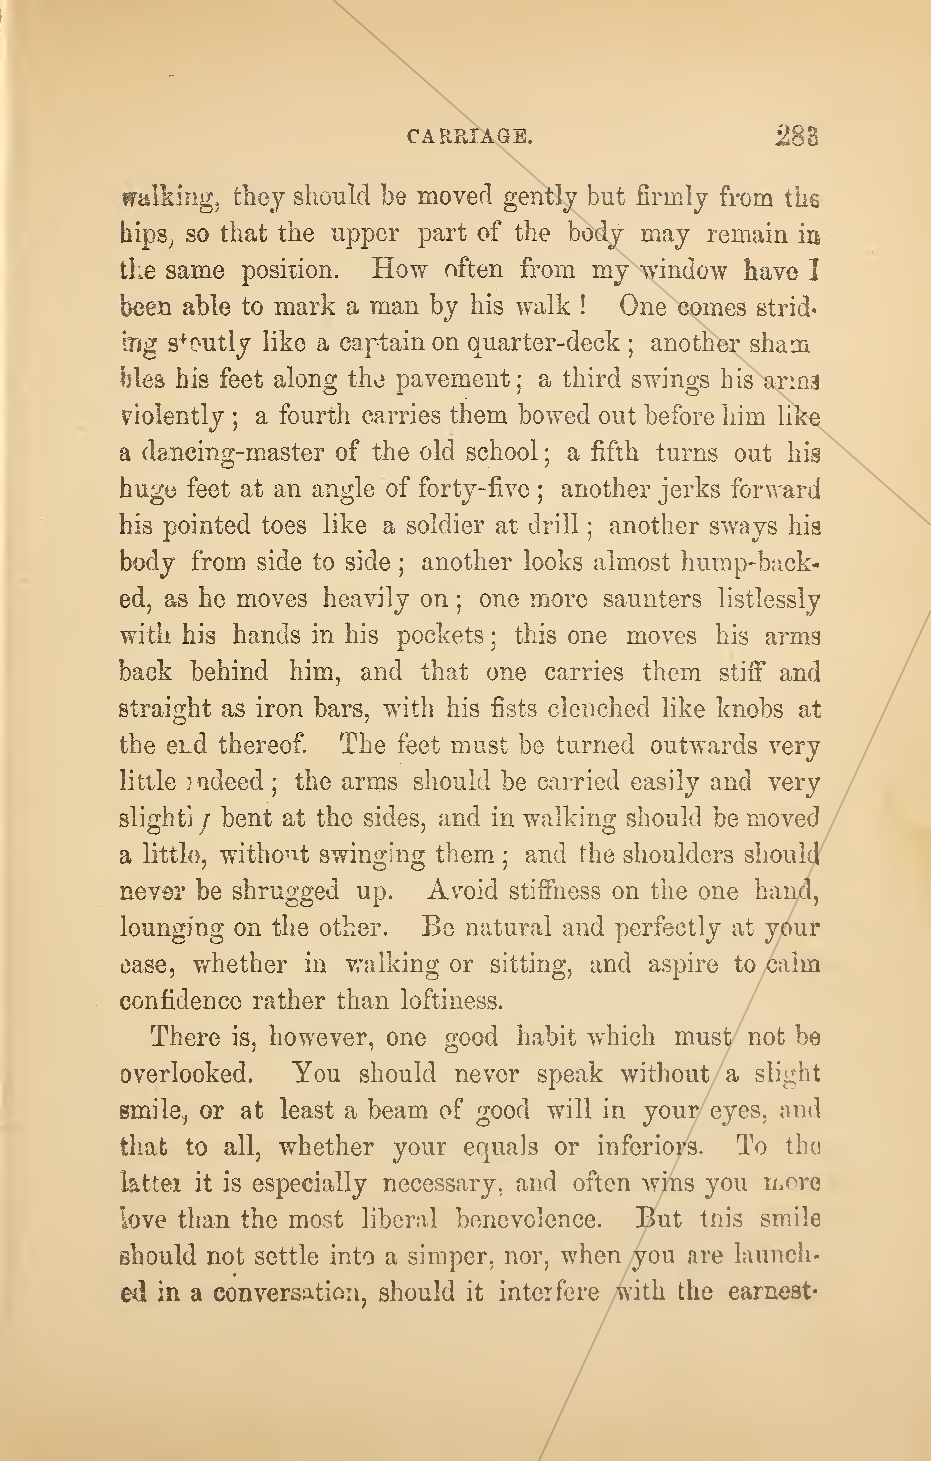 CARRIAGE. 283
walking, they should be moved gently but firmly from the
hips, so that the upper part of the body may remain in
the same position. How often from my window have I
been able to mark a man by his walk ! One comes strid-
ing stoutly like a captain on quarter-deck ; another sham
bles his feet along the pavement ; a third swings his arms
violently ; a fourth carries them bowed out before him like
a dancing-master of the old school ; a fifth turns out his
huge feet at an angle of forty-five ; another jerks forward
his pointed toes like a soldier at drill ; another sways his
body from side to side ; another looks almost hump-back-
ed, as he moves heavily on ; one more saunters listlessly
with his hands in his pockets ; this one moves his arms
back behind him, and that one carries them stiff and
straight as iron bars, with his fists clenched like knobs at
the end thereof. The feet must be turned outwards very
little indeed ; the arms should be carried easily and very
slightly bent at the sides, and in walking should be moved
a little, without swinging them ; and the shoulders should
never be shrugged up. Avoid stiffness on the one hand,
lounging on the other. Be natural and perfectly at your
ease, whether in walking or sitting, and aspire to calm
confidence rather than loftiness.
There is, however, one good habit which must not be
overlooked. You should never speak without a slight
smile, or at least a beam of good will in your eyes, and
that to all, whether your equals or inferiors. To the
latter it is especially necessary, and often wins you more
love than the most liberal benevolence. But this smile
should not settle into a simper, nor, when you are launch-
ed in a conversation, should it interfere with the earnest-